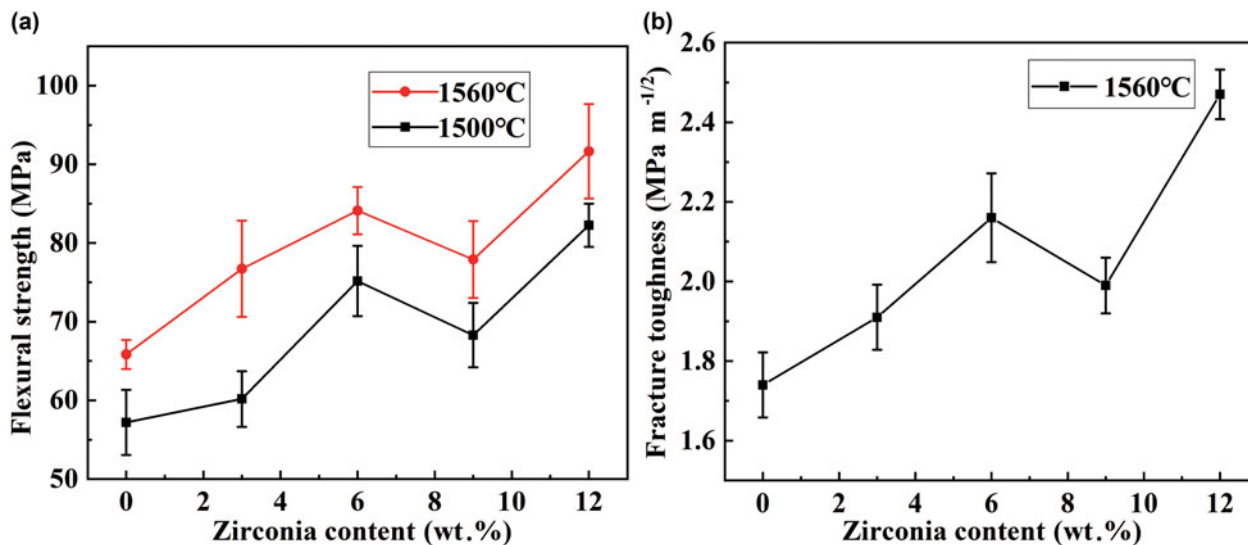 (a)
Flexural strength (MPa)
100
90
80
70
60
50
1560°C
1500°C
0 2 4 6 8 10 12
Zirconia content (wt.%)
(b)
Fracture toughness (MPa m -1/2)
2.6
2.4
2.2
2.0
1.8
1.6
1560°C
0 2 4 6 8 10 12
Zirconia content (wt.%)